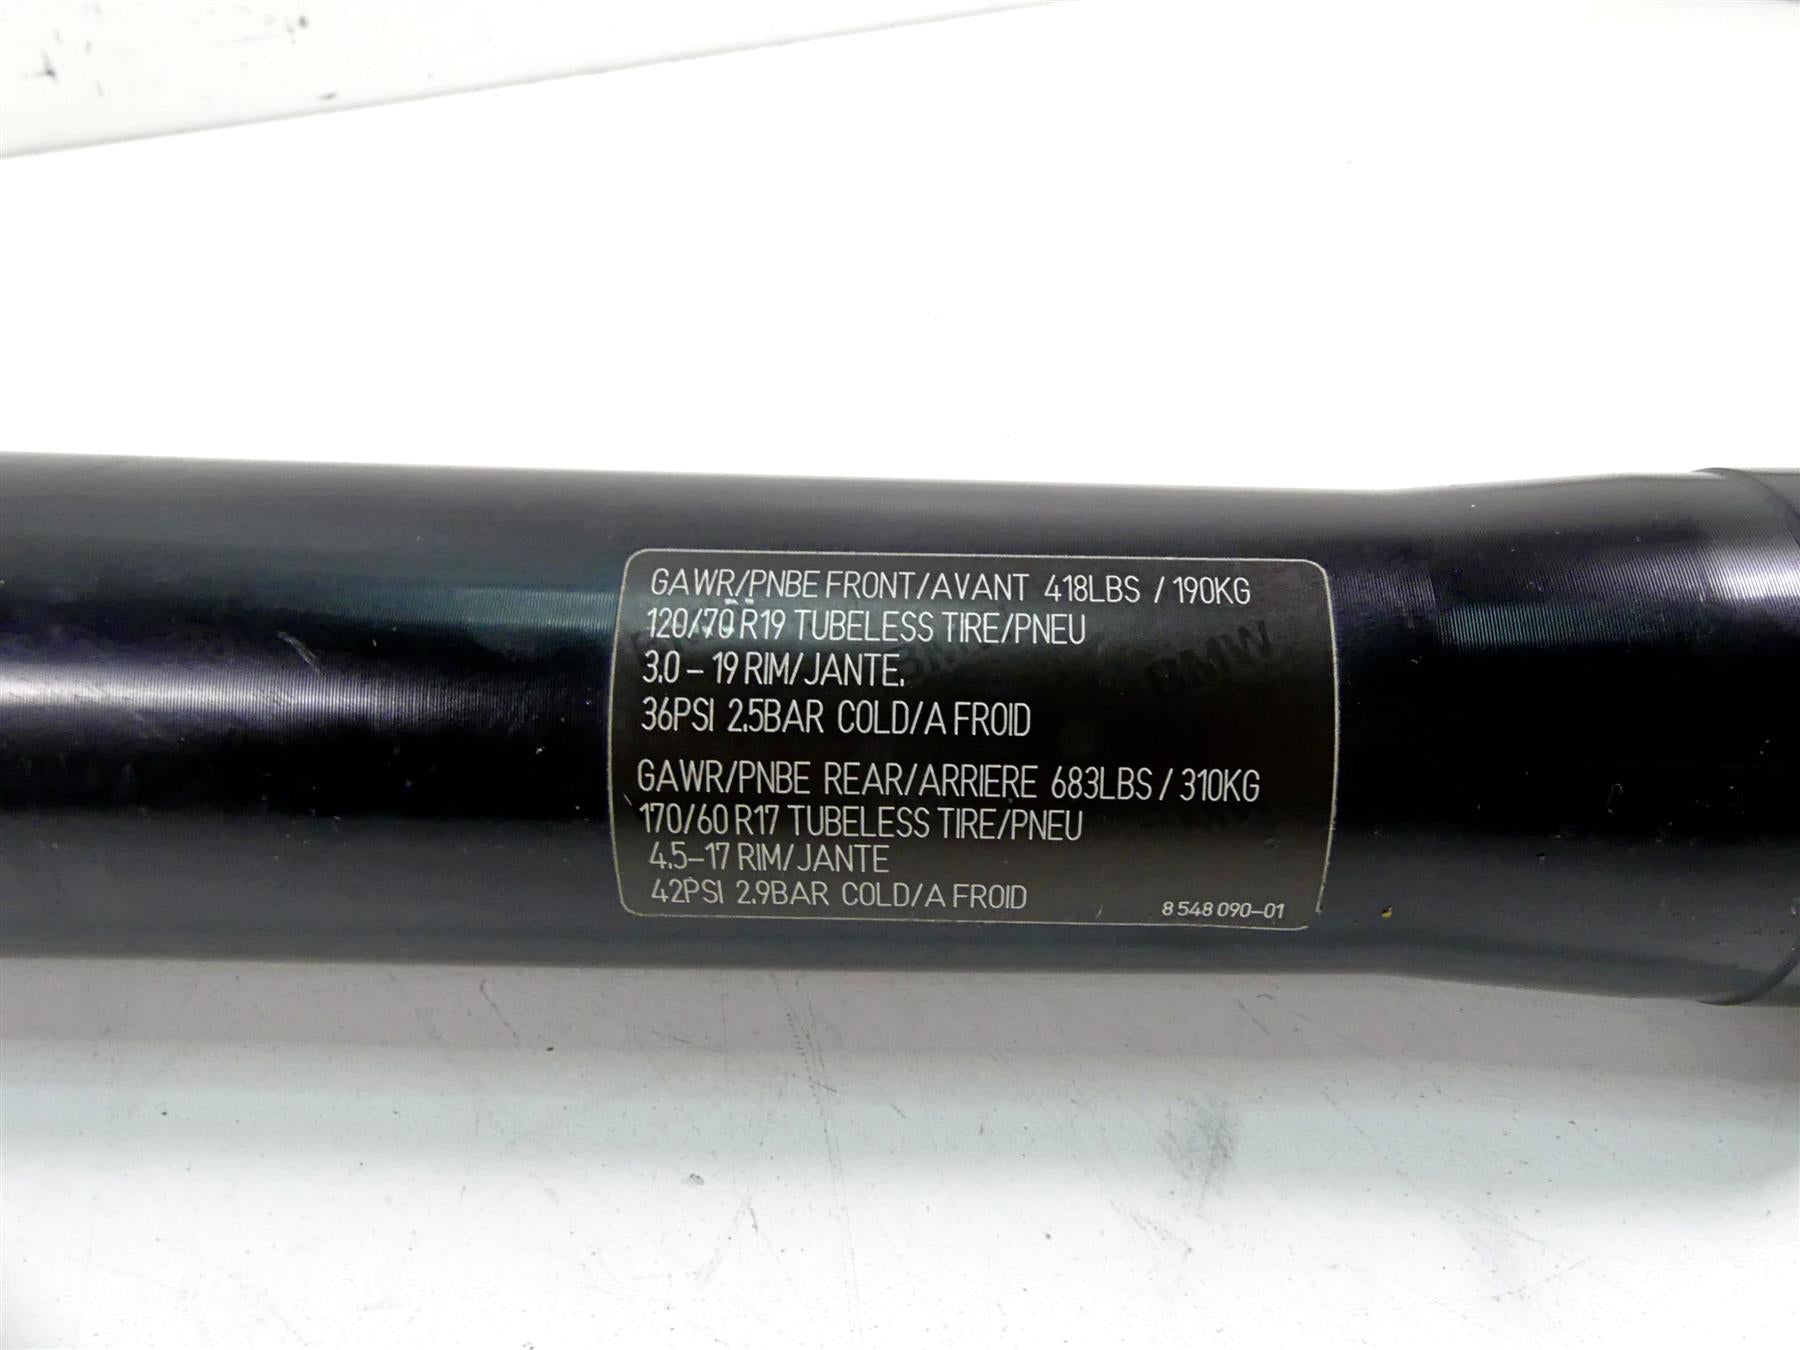 GAWR/PNBE FRONT/AVANT 418LBS / 190KG
120/70 R19 TUBELESS TIRE/PNEU
3.0 - 19 RIM/JANTE.
36PSI 2.5BAR COLD/A FROID
BMW BMW
GAWR/PNBE REAR/ARRIERE 683LBS / 310KG
170/60 R17 TUBELESS TIRE/PNEU
4.5-17 RIM/JANTE
42PSI 2.9BAR COLD/A FROID
8 548 090-01